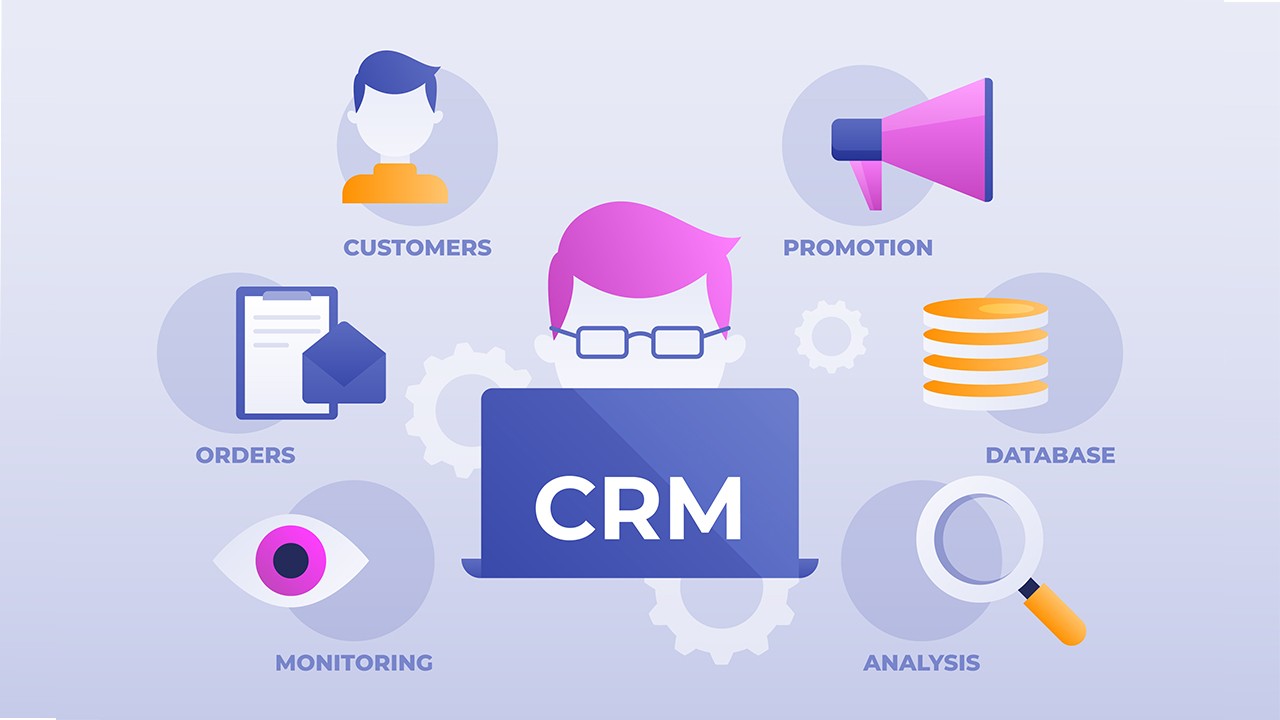 CUSTOMERS
PROMOTION
ORDERS
DATABASE
CRM
MONITORING
ANALYSIS